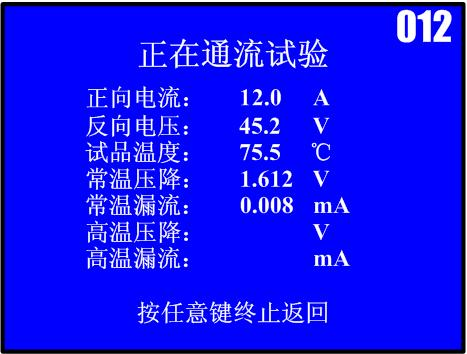 012
正在通流试验
正向电流： 12.0 A
反向电压： 45.2 V
试品温度： 75.5 ℃
常温压降： 1.612 V
常温漏流： 0.008 mA
高温压降： V
高温漏流： mA
按任意键终止返回